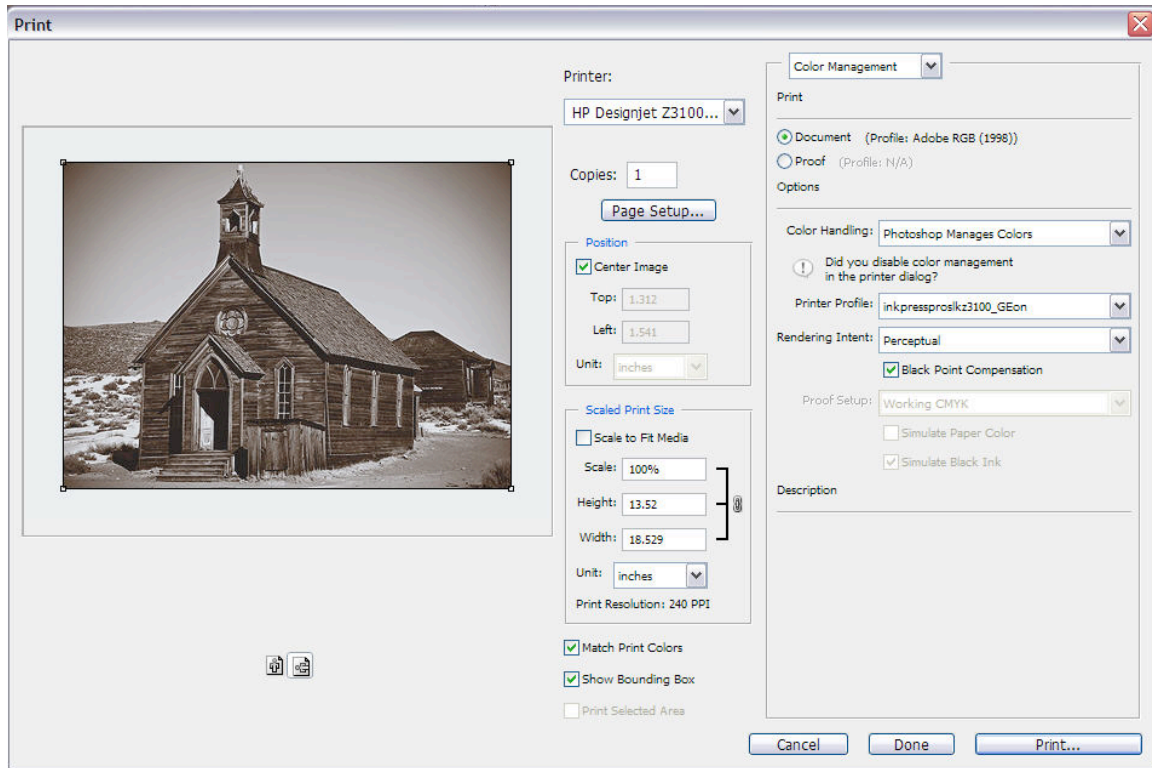 Print
Printer:
HP Designjet Z3100...
Copies: 1
Page Setup...
Position
Center Image
Top: 1.312
Left: 1.541
Unit: inches
Scaled Print Size
Scale to Fit Media
Scale: 100%
Height: 13.52
Width: 18.529
Unit: inches
Print Resolution: 240 PPI
Match Print Colors
Show Bounding Box
Print Selected Area
Color Management
Print
Document (Profile: Adobe RGB (1998))
Proof (Profile: N/A)
Options
Color Handling: Photoshop Manages Colors
Did you disable color management
in the printer dialog?
Printer Profile: inkpressproslkz3100_GEon
Rendering Intent: Perceptual
Black Point Compensation
Proof Setup: Working CMYK
Simulate Paper Color
Simulate Black Ink
Description
Cancel
Done
Print...